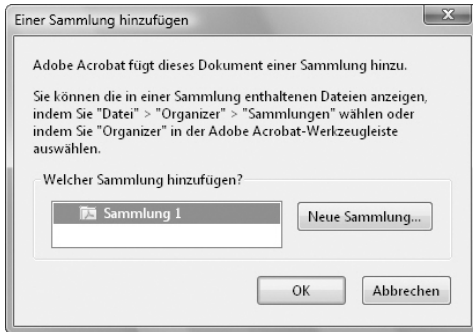 Einer Sammlung hinzufügen
Adobe Acrobat fügt dieses Dokument einer Sammlung hinzu.
Sie können die in einer Sammlung enthaltenen Dateien anzeigen,
indem Sie "Datei" > "Organizer" > "Sammlungen" wählen oder
indem Sie "Organizer" in der Adobe Acrobat-Werkzeugleiste
auswählen.
Welcher Sammlung hinzufügen?
Sammlung 1
Neue Sammlung...
OK
Abbrechen